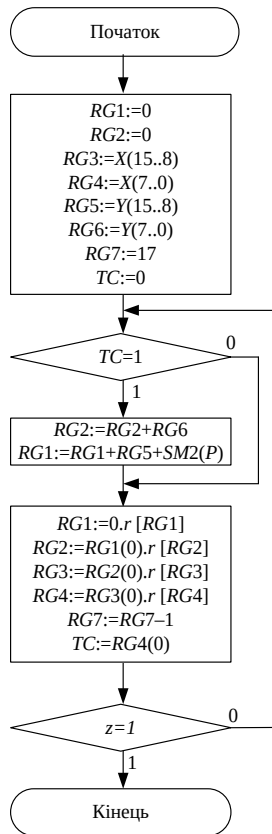 Початок
RG1:=0
RG2:=0
RG3:=X(15..8)
RG4:=X(7..0)
RG5:=Y(15..8)
RG6:=Y(7..0)
RG7:=17
TC:=0
TC=1
0
1
RG2:=RG2+RG6
RG1:=RG1+RG5+SM2(P)
RG1:=0.r [RG1]
RG2:=RG1(0).r [RG2]
RG3:=RG2(0).r [RG3]
RG4:=RG3(0).r [RG4]
RG7:=RG7–1
TC:=RG4(0)
z=1
0
1
Кінець